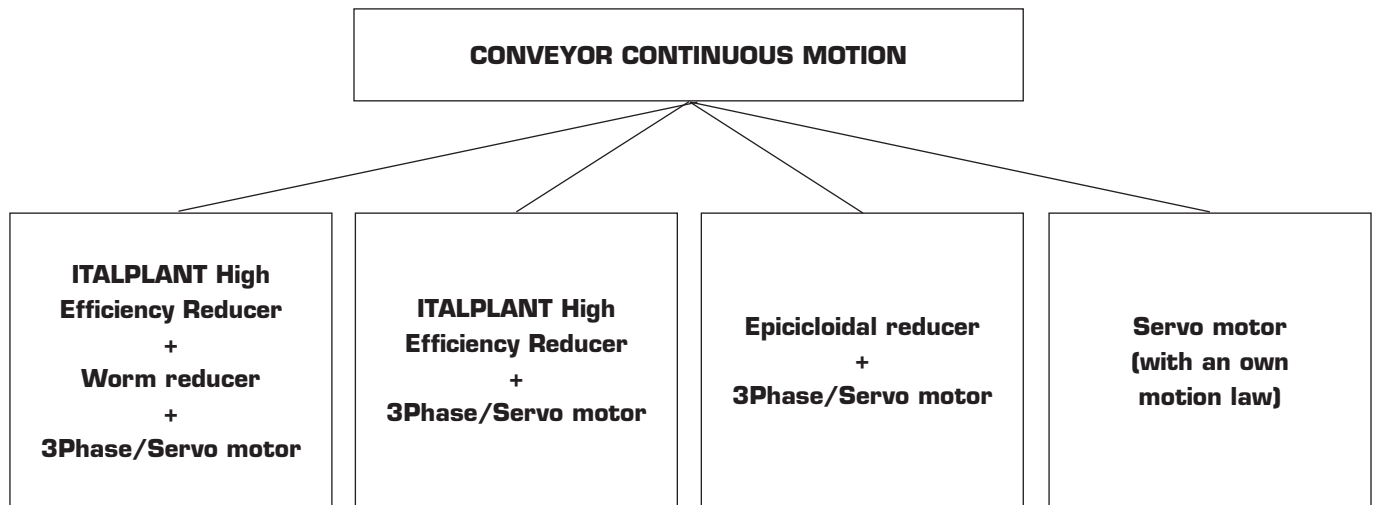 CONVEYOR CONTINUOUS MOTION
ITALPLANT High
Efficiency Reducer
+
Worm reducer
+
3Phase/Servo motor
ITALPLANT High
Efficiency Reducer
+
3Phase/Servo motor
Epicicloidal reducer
+
3Phase/Servo motor
Servo motor
(with an own
motion law)